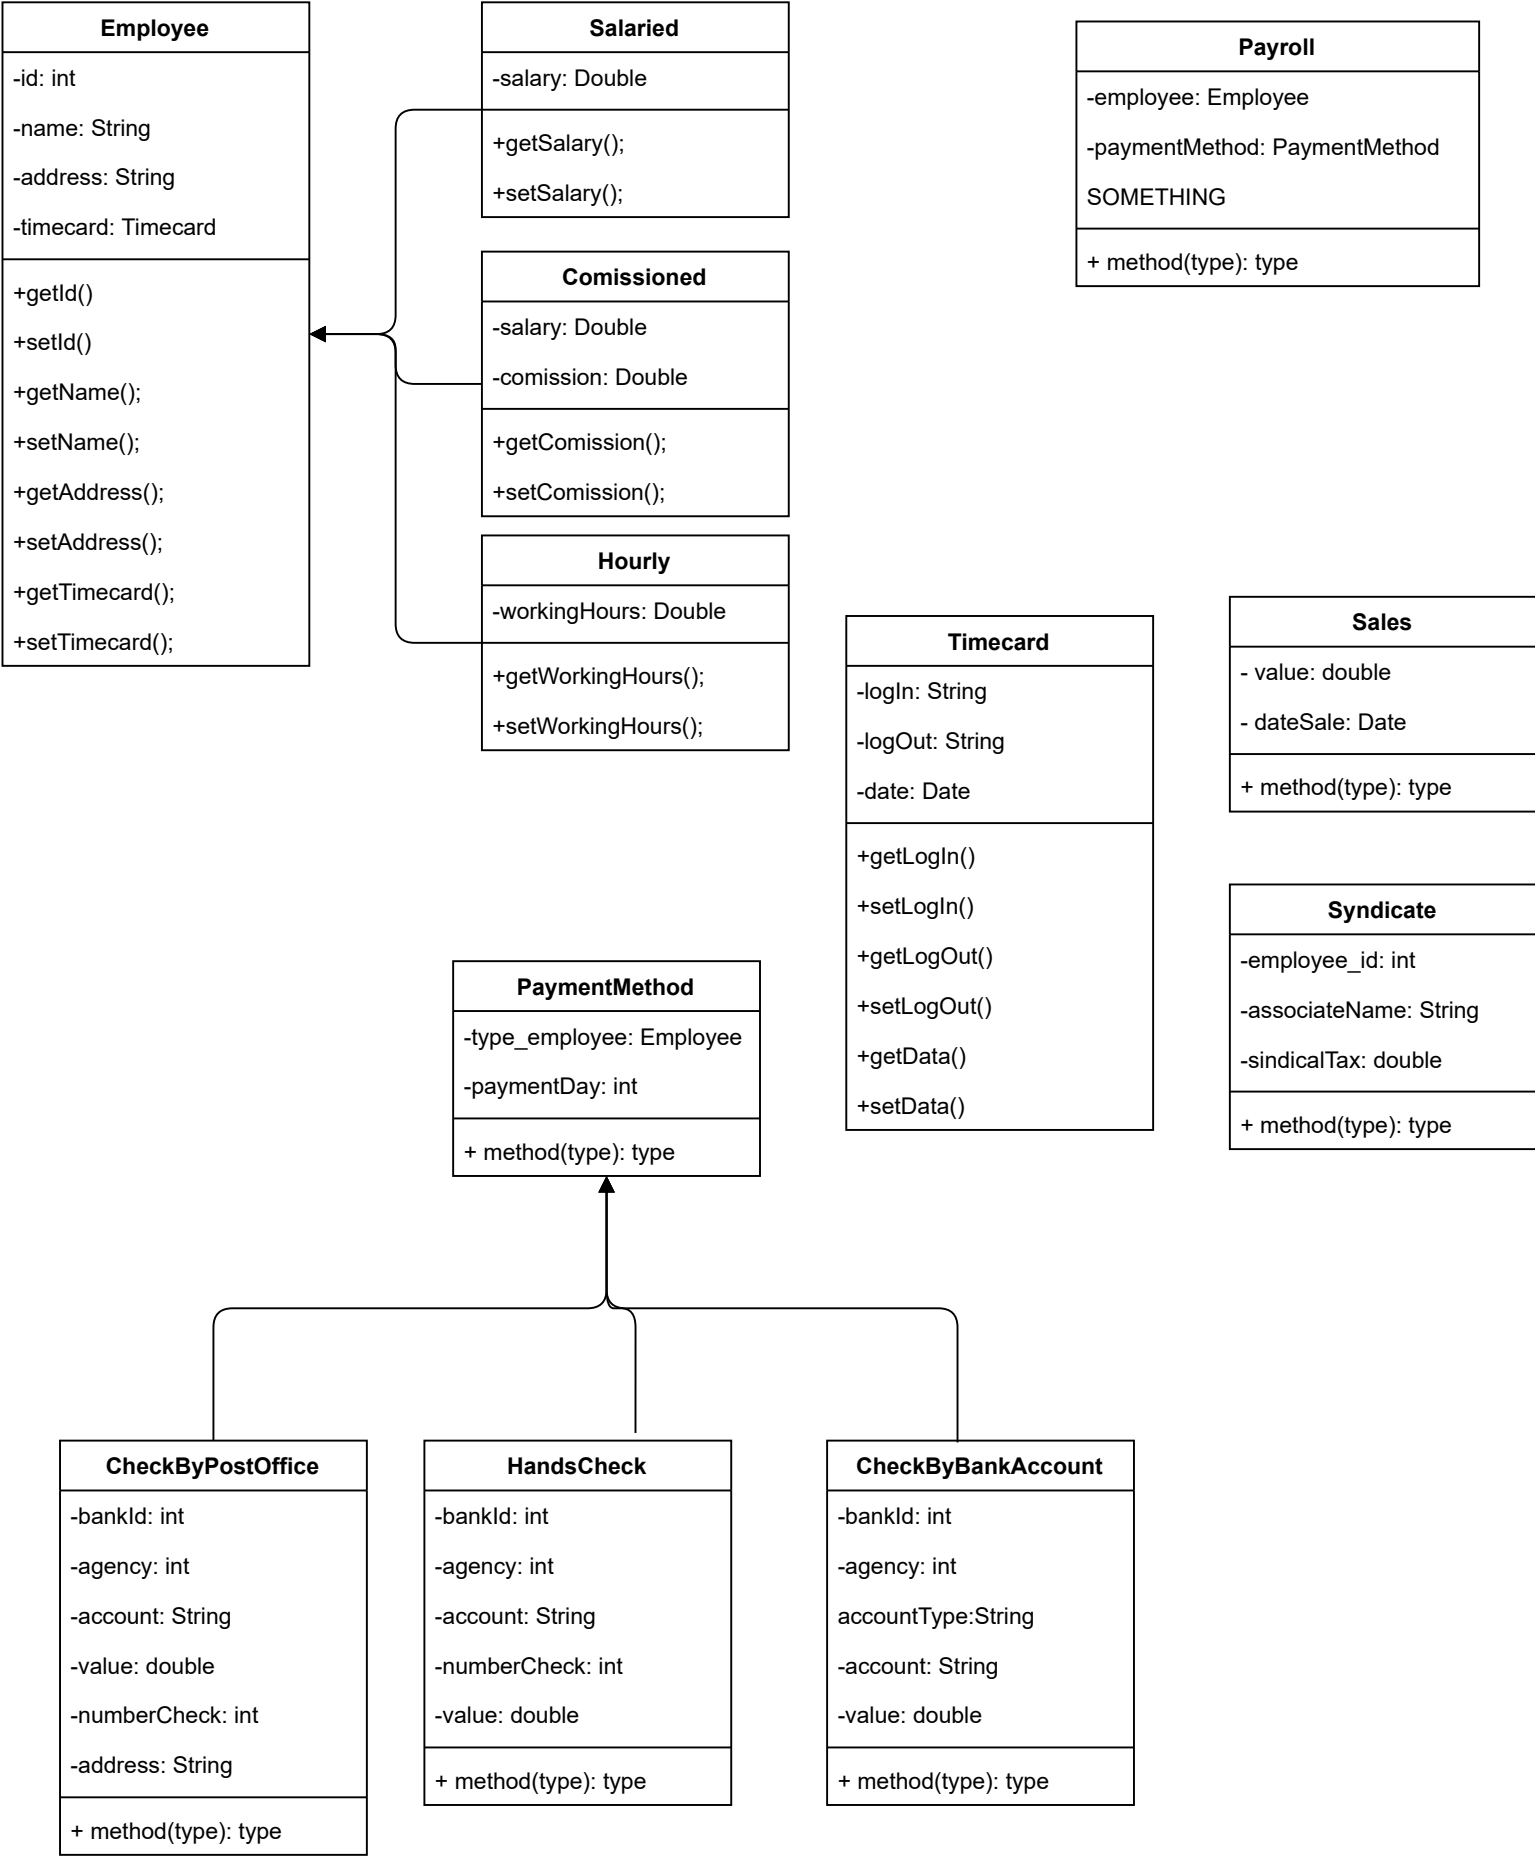 Employee
-id: int
-name: String
-address: String
-timecard: Timecard
+getId()
+setId()
+getName();
+setName();
+getAddress();
+setAddress();
+getTimecard();
+setTimecard();
Salaried
-salary: Double
+getSalary();
+setSalary();
Comissioned
-salary: Double
-comission: Double
+getComission();
+setComission();
Hourly
-workingHours: Double
+getWorkingHours();
+setWorkingHours();
Payroll
-employee: Employee
-paymentMethod: PaymentMethod
SOMETHING
+ method(type): type
Timecard
-logIn: String
-logOut: String
-date: Date
+getLogIn()
+setLogIn()
+getLogOut()
+setLogOut()
+getData()
+setData()
Sales
- value: double
- dateSale: Date
+ method(type): type
Syndicate
-employee_id: int
-associateName: String
-sindicalTax: double
+ method(type): type
PaymentMethod
-type_employee: Employee
-paymentDay: int
+ method(type): type
CheckByPostOffice
-bankId: int
-agency: int
-account: String
-value: double
-numberCheck: int
-address: String
+ method(type): type
HandsCheck
-bankId: int
-agency: int
-account: String
-numberCheck: int
-value: double
+ method(type): type
CheckByBankAccount
-bankId: int
-agency: int
accountType:String
-account: String
-value: double
+ method(type): type